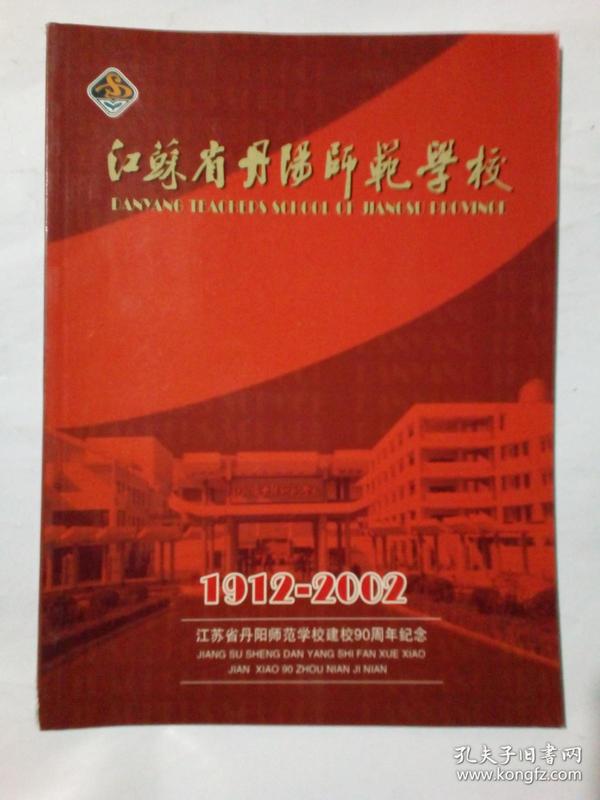 江蘇省丹陽師範學校
DANYANG TEACHERS SCHOOL OF JIANGSU PROVINCE
1912-2002
江苏省丹阳师范学校建校90周年纪念
JIANG SU SHENG DAN YANG SHI FAN XUE XIAO
JIAN XIAO 90 ZHOU NIAN JI NIAN
孔夫子旧书网
www.kongfz.com